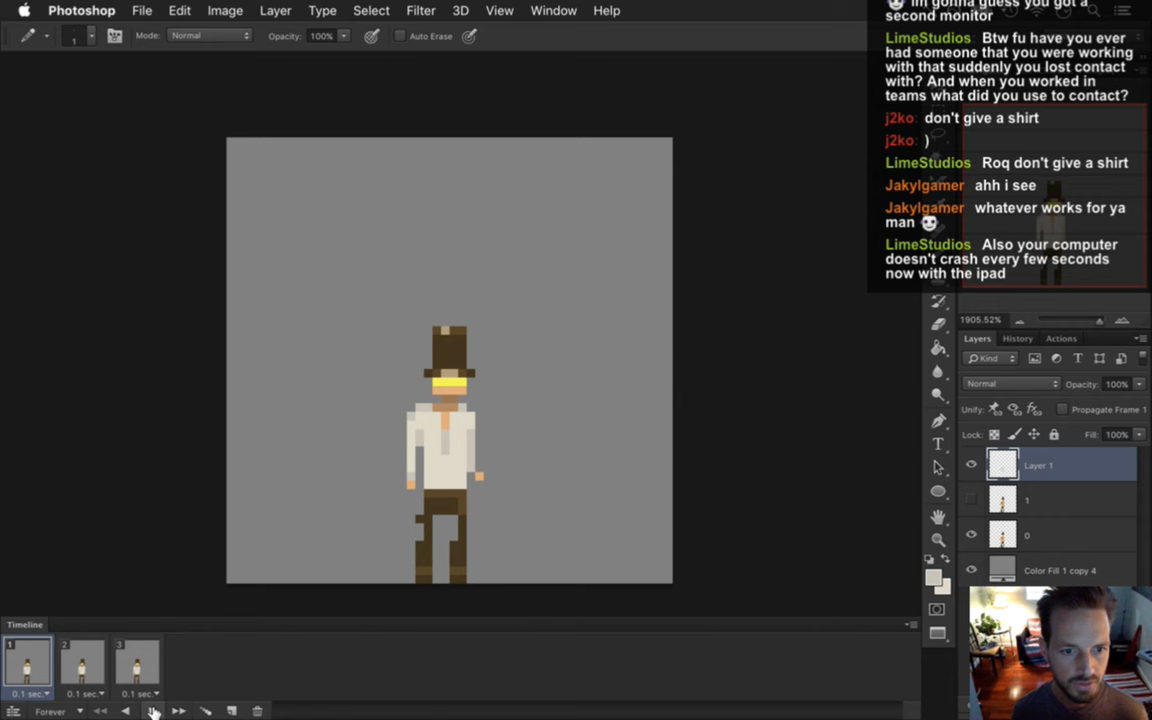 Photoshop File Edit Image Layer Type Select Filter 3D View Window Help
1 Mode: Normal Opacity: 100% Auto Erase
im gonna guess you got a
second monitor
LimeStudios Btw fu have you ever
had someone that you were working
with that suddenly you lost contact
with? And when you worked in
teams what did you use to contact?
j2ko: don't give a shirt
j2ko: )
LimeStudios Roq don't give a shirt
Jakylgamer ahh i see
Jakylgamer whatever works for ya
man
LimeStudios Also your computer
doesn't crash every few seconds
now with the ipad
1905.52%
Layers History Actions
Kind
Normal Opacity: 100%
Unify: Propagate Frame 1
Lock: Fill: 100%
Layer 1
1
0
Color Fill 1 copy 4
Timeline
1 2 3
0.1 sec. 0.1 sec. 0.1 sec.
Forever